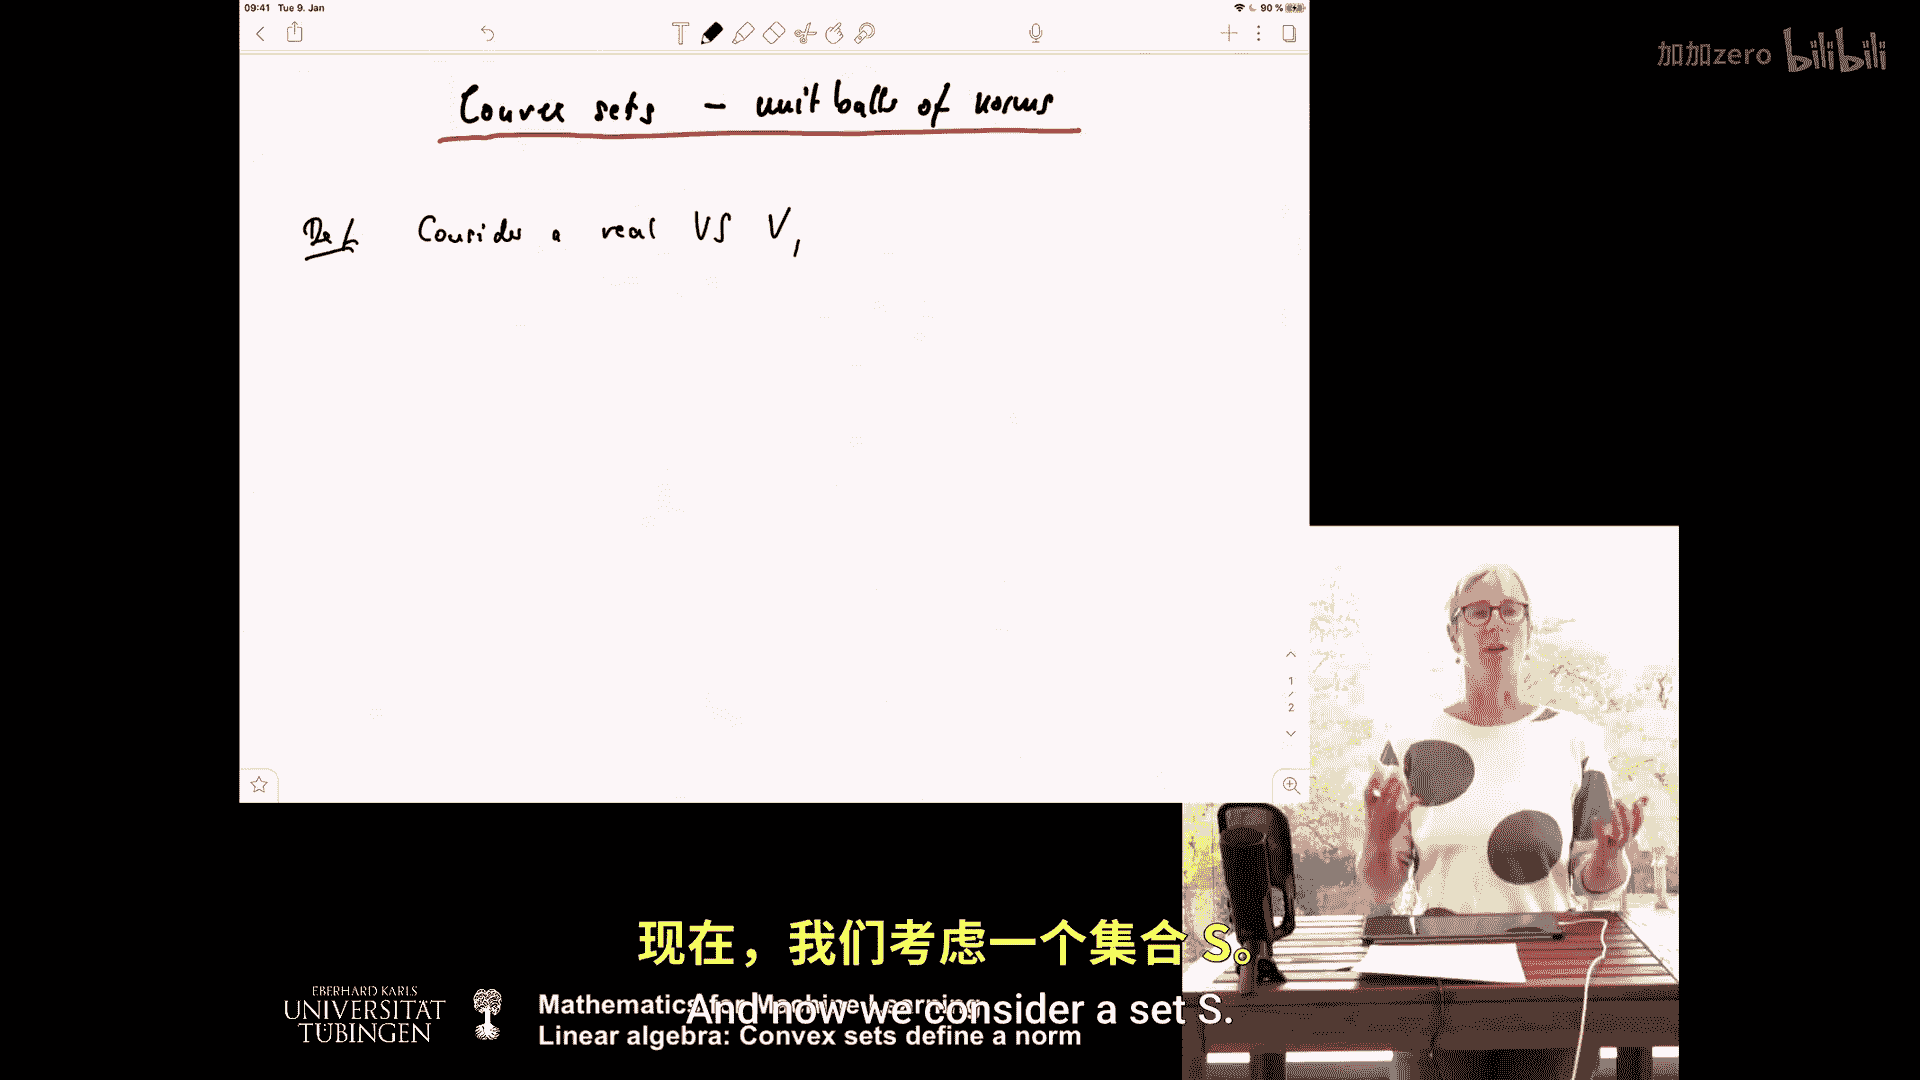 09:41 Tue 9. Jan
90 %
加加zero bilibili
T
Convex sets – unit balls of norms
Def Consider a real VS V,
1
2
现在，我们考虑一个集合 S。
And now we consider a set S.
EBERHARD KARLS
UNIVERSITÄT
TÜBINGEN
Mathematics for Machine Learning
Linear algebra: Convex sets define a norm